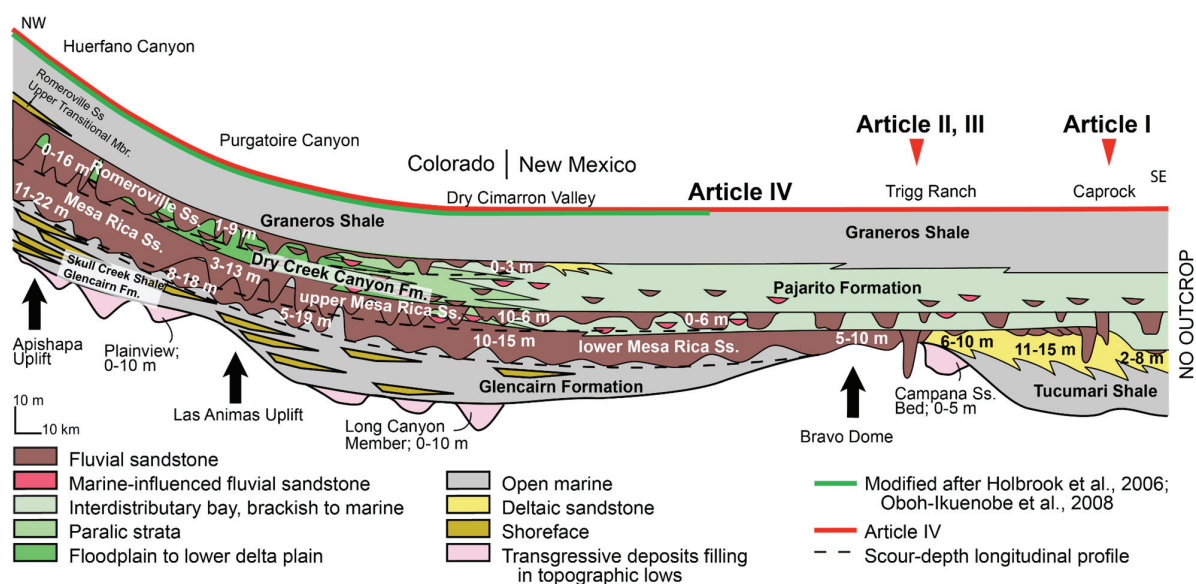 NW
Huerfano Canyon
Romeroville Ss
Upper Transitional Mbr.
Purgatoire Canyon
Colorado | New Mexico
Dry Cimarron Valley
Article IV
Article II, III
Trigg Ranch
Article I
Caprock
SE
0-16 m
Romeroville Ss.
1-9 m
Graneros Shale
Graneros Shale
11-22 m
Mesa Rica Ss.
Dry Creek Canyon Fm.
0-3 m
Pajarito Formation
Skull Creek Shale
Glencairn Fm.
8-18 m
3-13 m
upper Mesa Rica Ss.
10-6 m
0-6 m
5-19 m
10-15 m
lower Mesa Rica Ss.
5-10 m
6-10 m
11-15 m
2-8 m
Glencairn Formation
Tucumari Shale
NO OUTCROP
Apishapa
Uplift
Plainview;
0-10 m
Las Animas Uplift
Long Canyon
Member; 0-10 m
Bravo Dome
Campana Ss.
Bed; 0-5 m
10 m
10 km
Fluvial sandstone
Marine-influenced fluvial sandstone
Interdistributary bay, brackish to marine
Paralic strata
Floodplain to lower delta plain
Open marine
Deltaic sandstone
Shoreface
Transgressive deposits filling
in topographic lows
Modified after Holbrook et al., 2006;
Oboh-Ikuenobe et al., 2008
Article IV
Scour-depth longitudinal profile